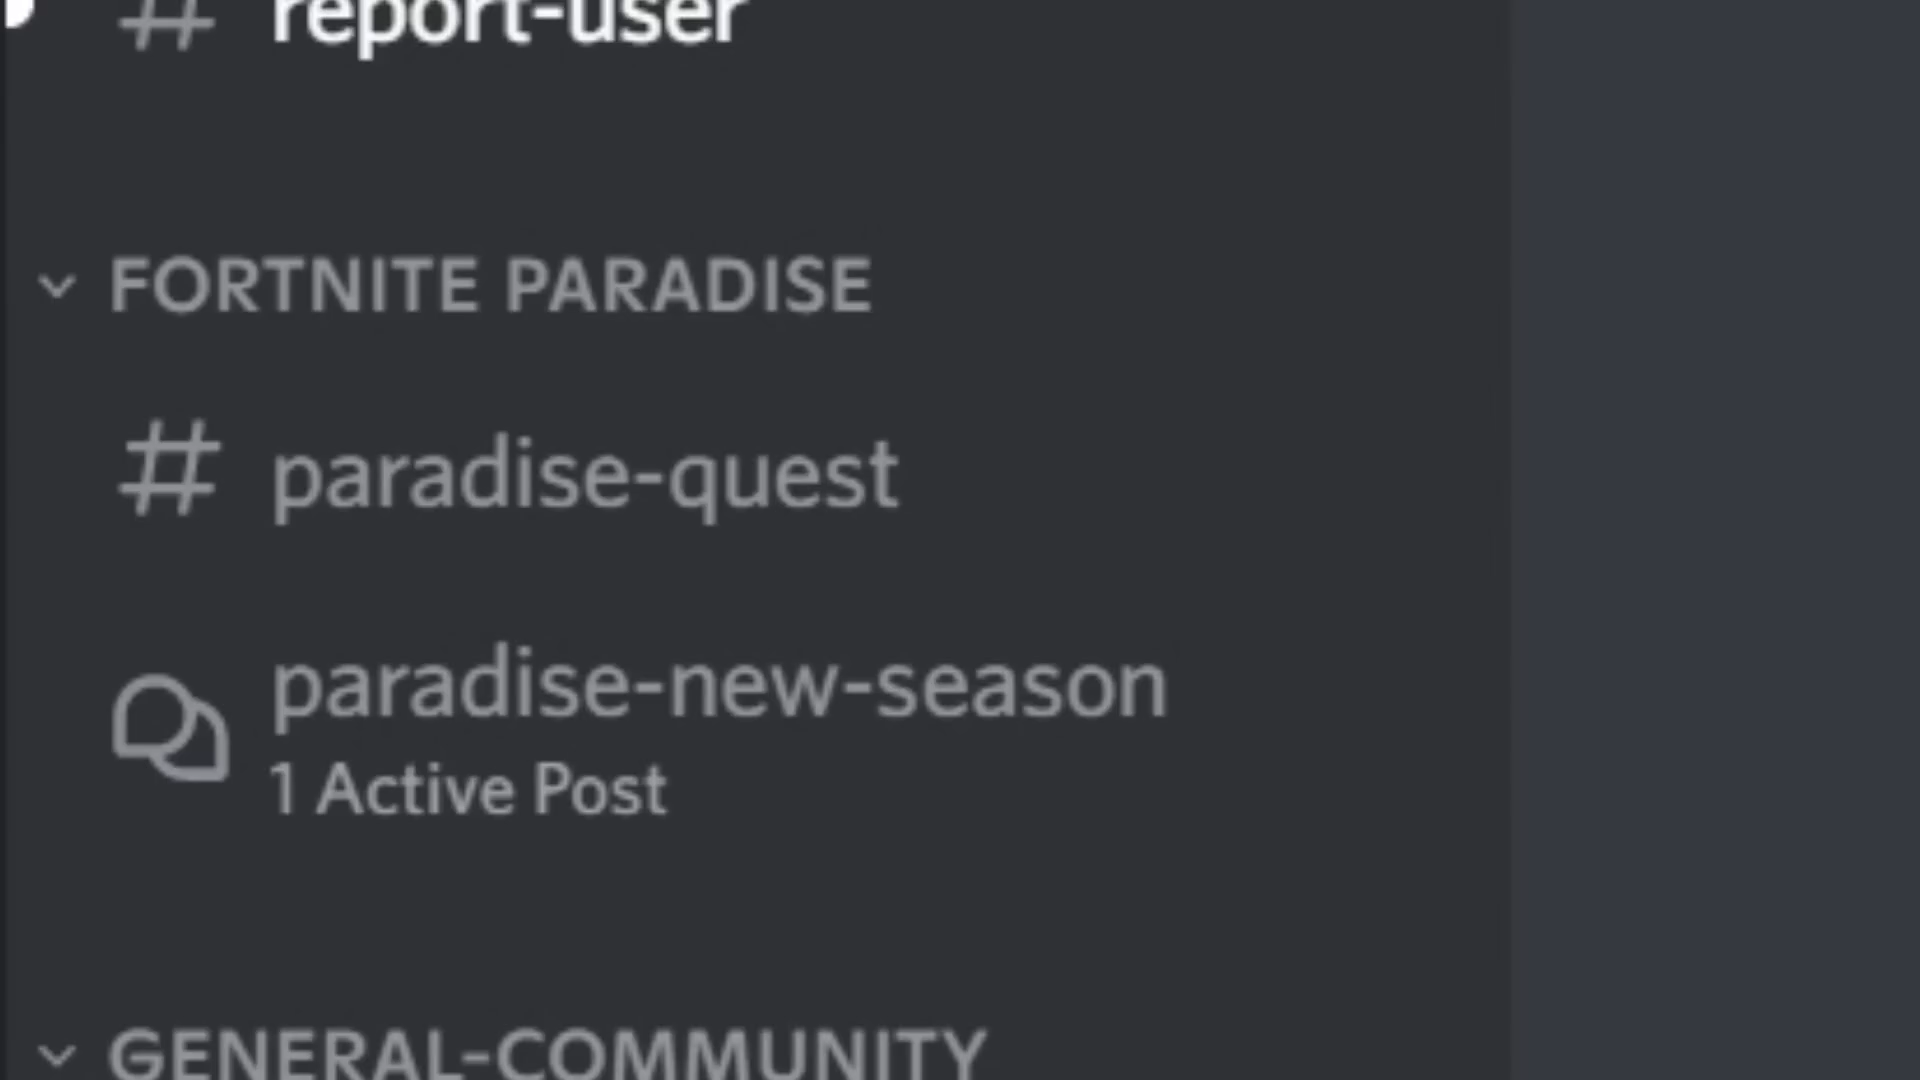 report-user
FORTNITE PARADISE
paradise-quest
paradise-new-season
1 Active Post
GENERAL-COMMUNITY